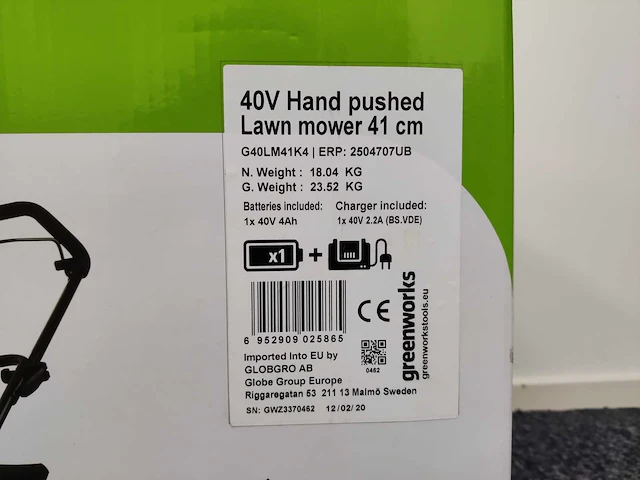 40V Hand pushed
Lawn mower 41 cm
G40LM41K4 | ERP: 2504707UB
N. Weight : 18.04 KG
G. Weight : 23.52 KG
Batteries included: Charger included:
1x 40V 4Ah 1x 40V 2.2A (BS.VDE)
x1 +
6 952909 025865
CE
greenworks
greenworkstools.eu
0462
Imported Into EU by
GLOBGRO AB
Globe Group Europe
Riggaregatan 53 211 13 Malmö Sweden
SN: GWZ3370462 12/02/20